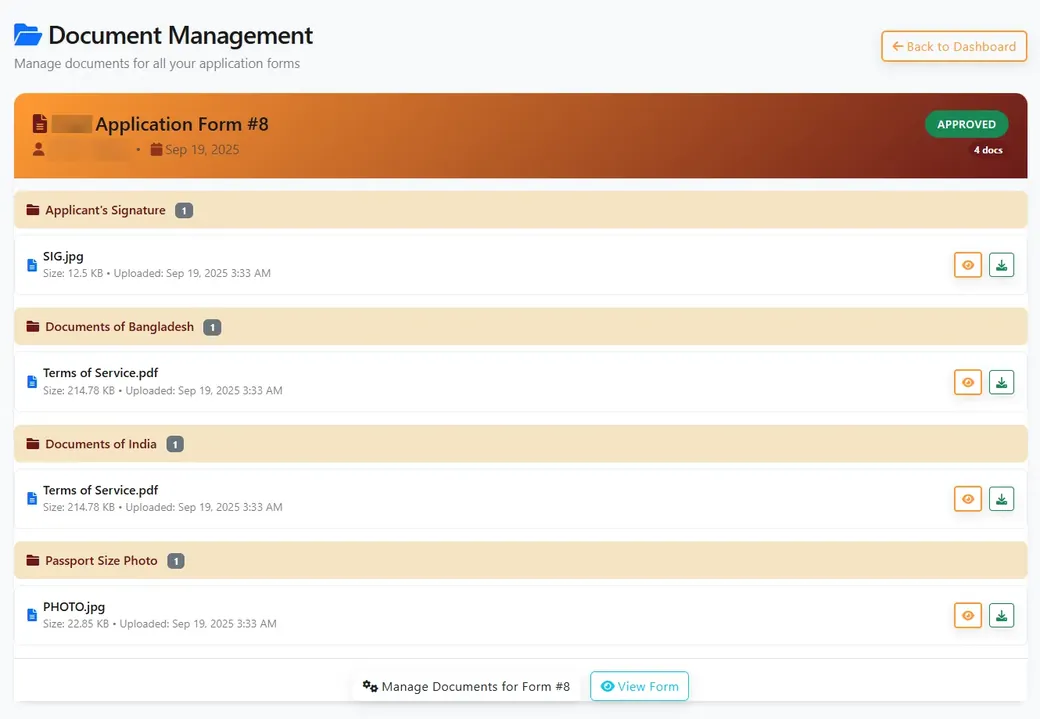 Document Management
Manage documents for all your application forms
Back to Dashboard
Application Form #8
APPROVED
• Sep 19, 2025
4 docs
Applicant's Signature 1
SIG.jpg
Size: 12.5 KB • Uploaded: Sep 19, 2025 3:33 AM
Documents of Bangladesh 1
Terms of Service.pdf
Size: 214.78 KB • Uploaded: Sep 19, 2025 3:33 AM
Documents of India 1
Terms of Service.pdf
Size: 214.78 KB • Uploaded: Sep 19, 2025 3:33 AM
Passport Size Photo 1
PHOTO.jpg
Size: 22.85 KB • Uploaded: Sep 19, 2025 3:33 AM
Manage Documents for Form #8 View Form